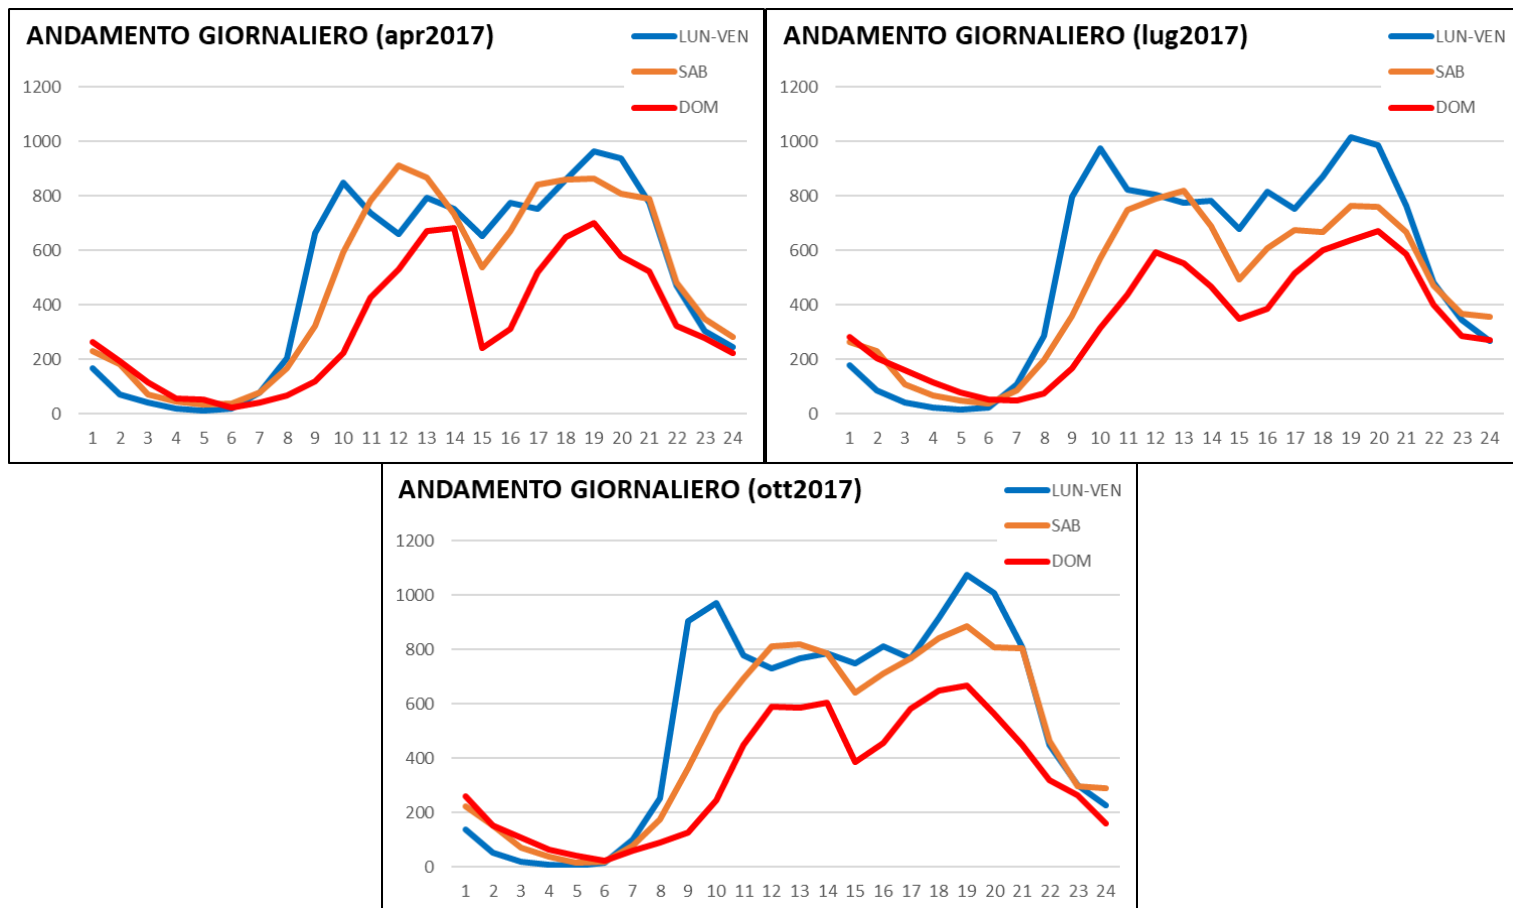 ANDAMENTO GIORNALIERO (apr2017)
LUN-VEN
SAB
DOM
1200
1000
800
600
400
200
0
1 2 3 4 5 6 7 8 9 10 11 12 13 14 15 16 17 18 19 20 21 22 23 24
ANDAMENTO GIORNALIERO (lug2017)
LUN-VEN
SAB
DOM
1200
1000
800
600
400
200
0
1 2 3 4 5 6 7 8 9 10 11 12 13 14 15 16 17 18 19 20 21 22 23 24
ANDAMENTO GIORNALIERO (ott2017)
LUN-VEN
SAB
DOM
1200
1000
800
600
400
200
0
1 2 3 4 5 6 7 8 9 10 11 12 13 14 15 16 17 18 19 20 21 22 23 24